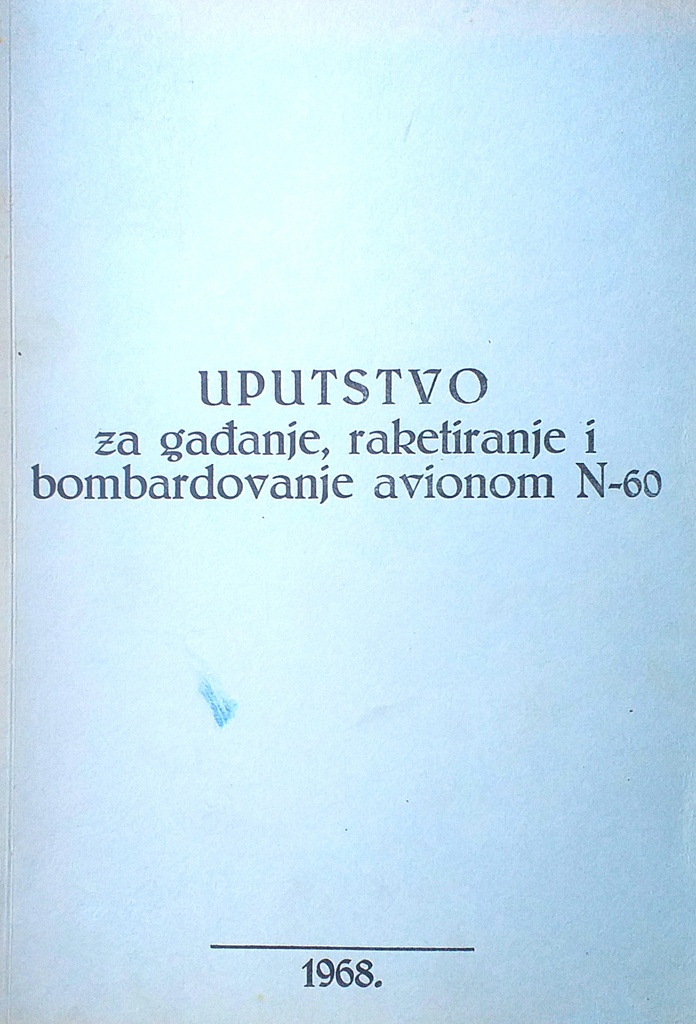 UPUTSTVO
za gađanje, raketiranje i
bombardovanje avionom N-60
1968.